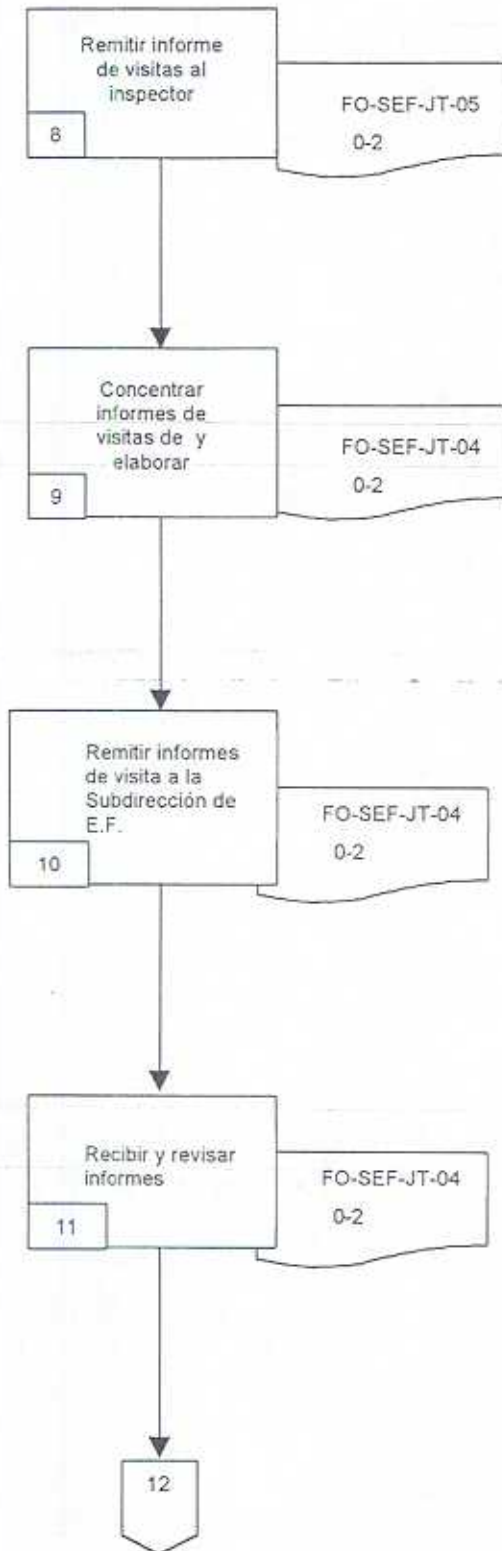 Remitir informe
de visitas al
inspector
8
FO-SEF-JT-05
0-2
Concentrar
informes de
visitas de y
elaborar
9
FO-SEF-JT-04
0-2
Remitir informes
de visita a la
Subdirección de
E.F.
10
FO-SEF-JT-04
0-2
Recibir y revisar
informes
11
FO-SEF-JT-04
0-2
12